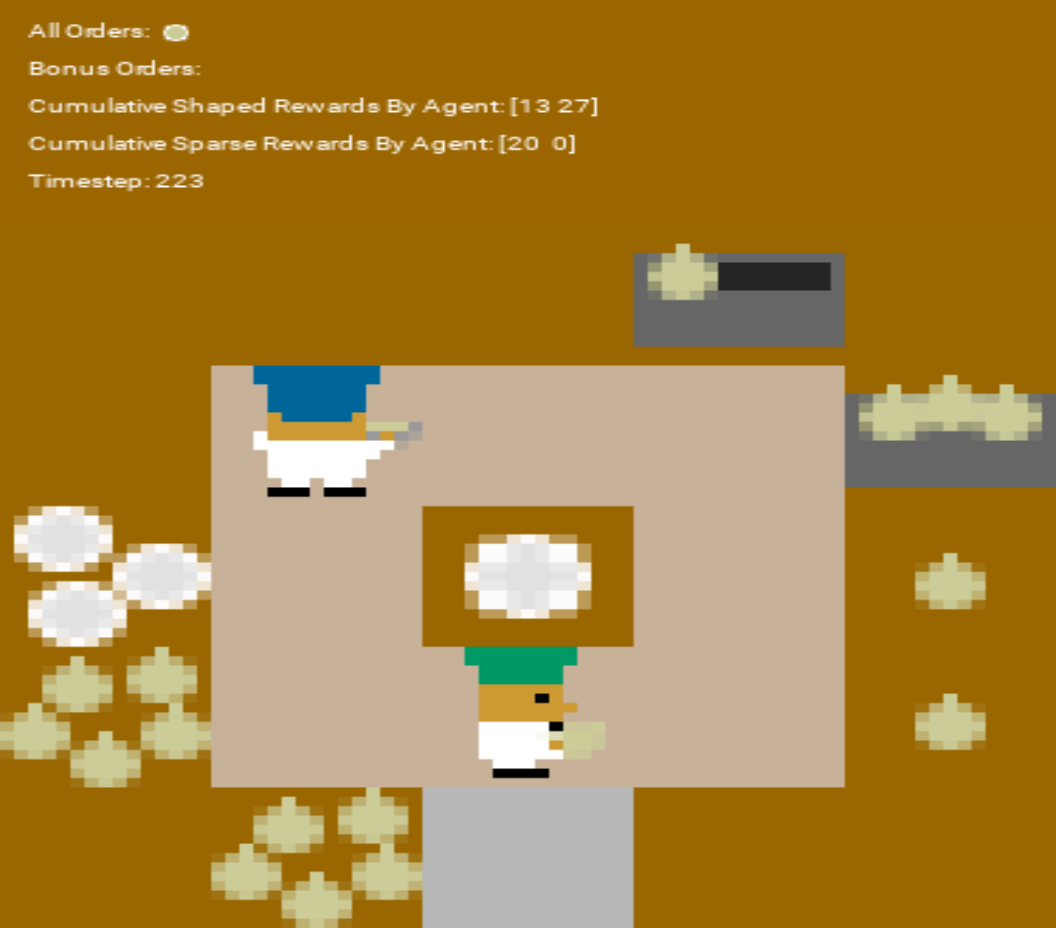 All Orders:
Bonus Orders:
Cumulative Shaped Rewards By Agent: [13 27]
Cumulative Sparse Rewards By Agent: [20  0]
Timestep: 223